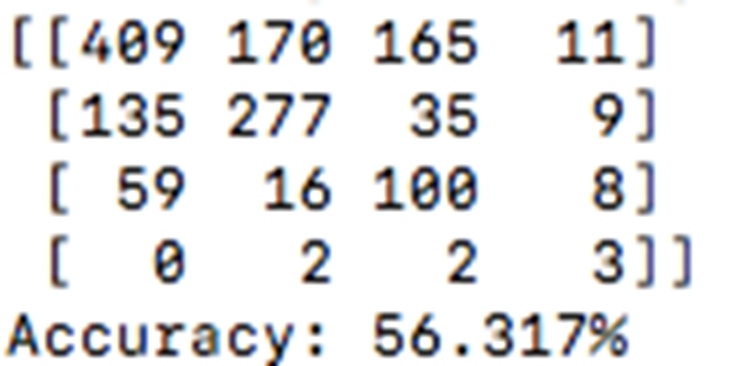 [[409 170 165  11]
 [135 277  35   9]
 [ 59  16 100   8]
 [  0   2   2   3]]
Accuracy: 56.317%